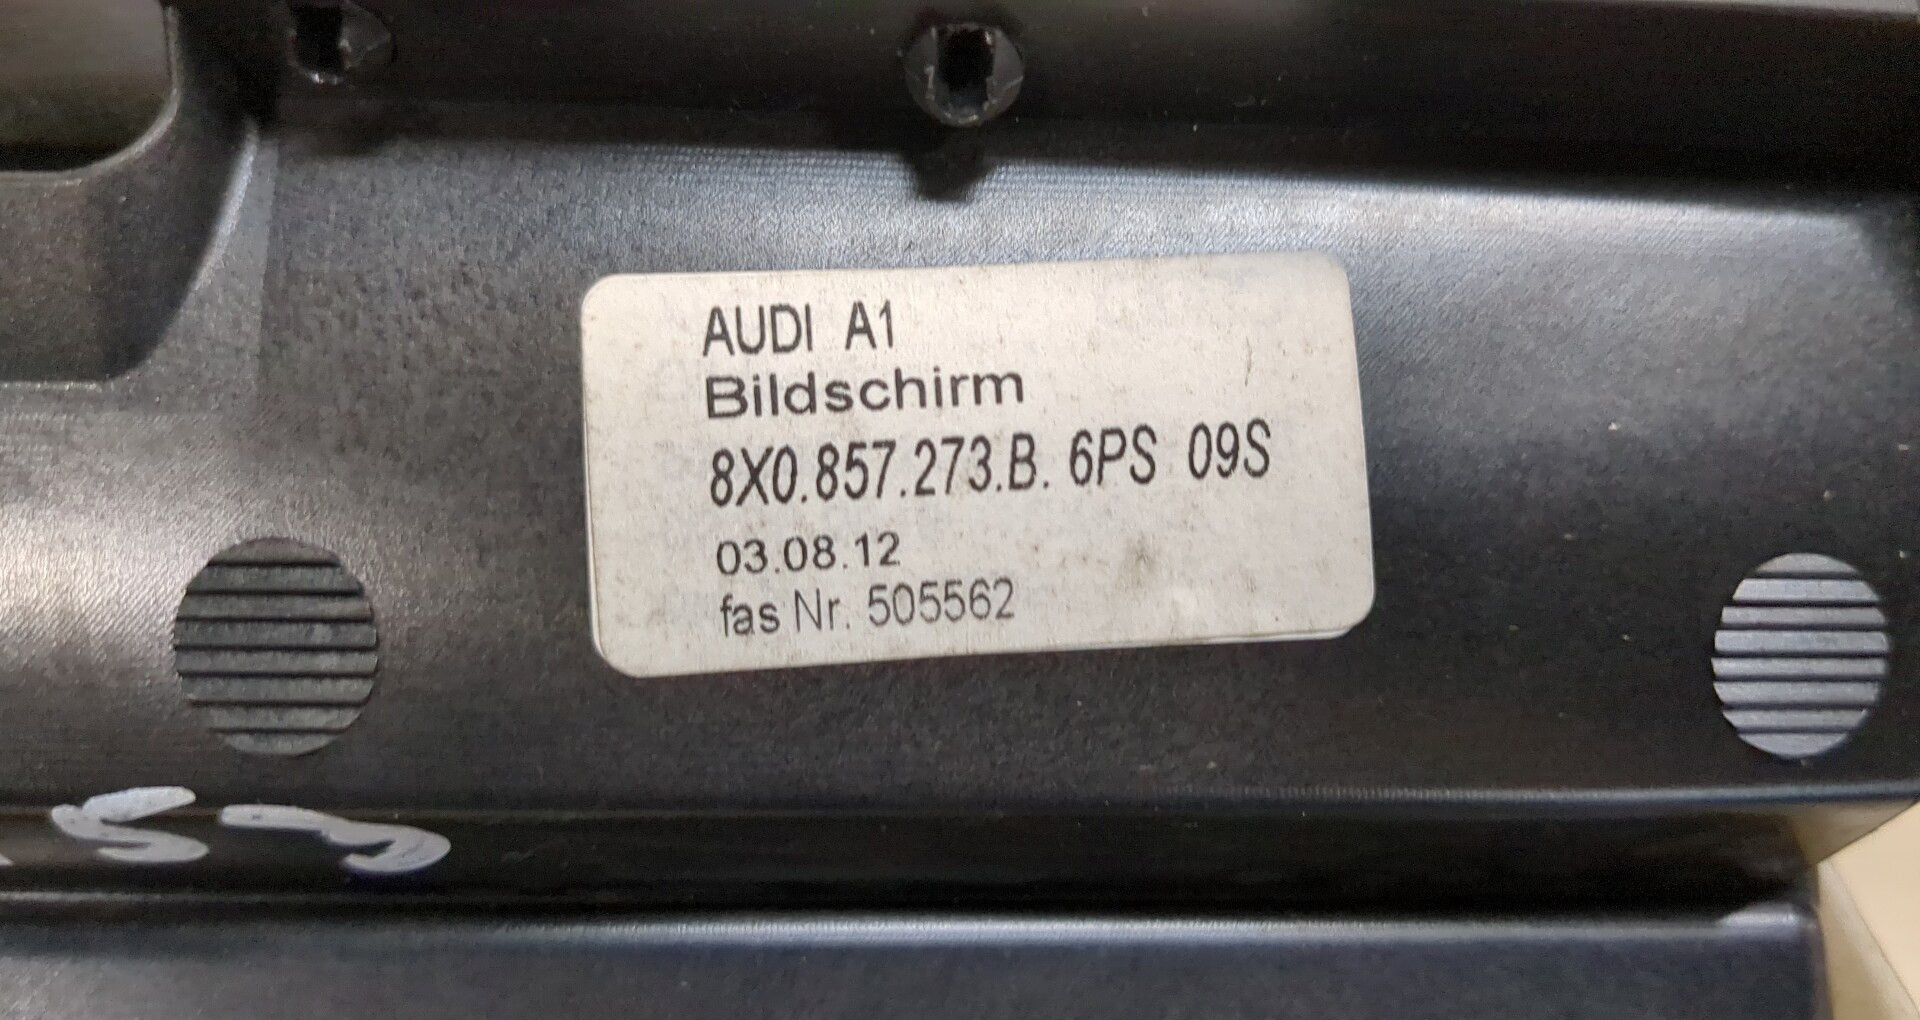 AUDI A1
Bildschirm
8X0.857.273.B. 6PS 09S
03.08.12
fas Nr. 505562